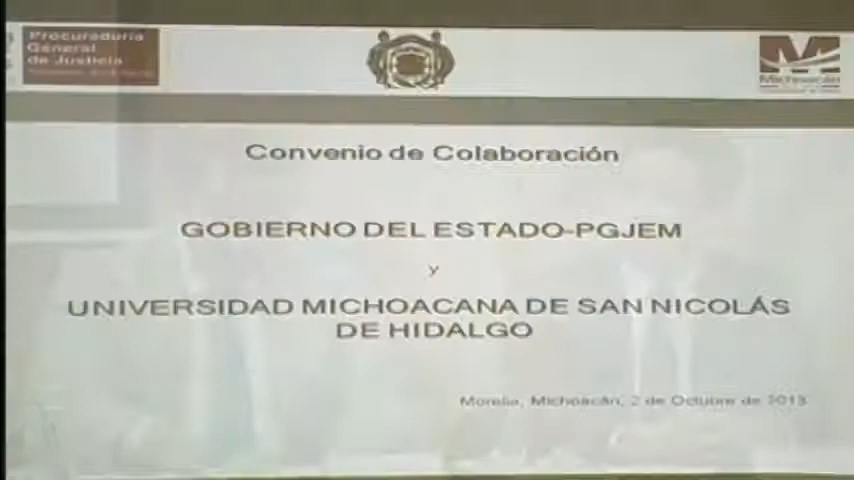 Procuraduría
General
de Justicia
Michoacán
Convenio de Colaboración
GOBIERNO DEL ESTADO-PGJEM
y
UNIVERSIDAD MICHOACANA DE SAN NICOLÁS
DE HIDALGO
Morelia, Michoacán, 2 de Octubre de 2013